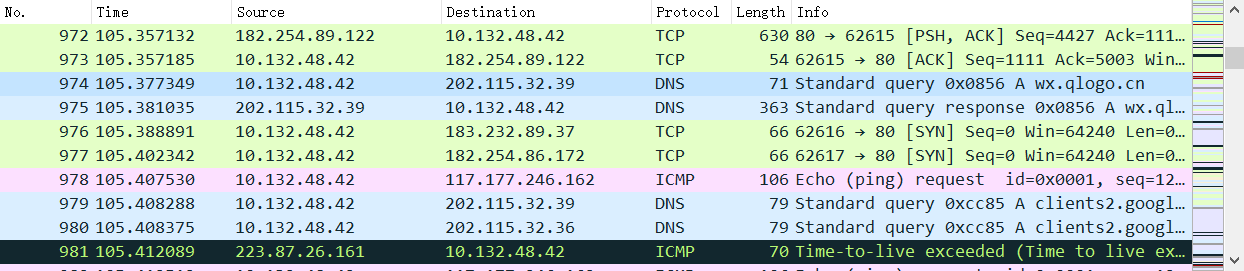 No. Time Source Destination Protocol Length Info
972 105.357132 182.254.89.122 10.132.48.42 TCP 630 80 → 62615 [PSH, ACK] Seq=4427 Ack=111…
973 105.357185 10.132.48.42 182.254.89.122 TCP 54 62615 → 80 [ACK] Seq=1111 Ack=5003 Win…
974 105.377349 10.132.48.42 202.115.32.39 DNS 71 Standard query 0x0856 A wx.qlogo.cn
975 105.381035 202.115.32.39 10.132.48.42 DNS 363 Standard query response 0x0856 A wx.ql…
976 105.388891 10.132.48.42 183.232.89.37 TCP 66 62616 → 80 [SYN] Seq=0 Win=64240 Len=0…
977 105.402342 10.132.48.42 182.254.86.172 TCP 66 62617 → 80 [SYN] Seq=0 Win=64240 Len=0…
978 105.407530 10.132.48.42 117.177.246.162 ICMP 106 Echo (ping) request id=0x0001, seq=12…
979 105.408288 10.132.48.42 202.115.32.39 DNS 79 Standard query 0xcc85 A clients2.googl…
980 105.408375 10.132.48.42 202.115.32.36 DNS 79 Standard query 0xcc85 A clients2.googl…
981 105.412089 223.87.26.161 10.132.48.42 ICMP 70 Time-to-live exceeded (Time to live ex…